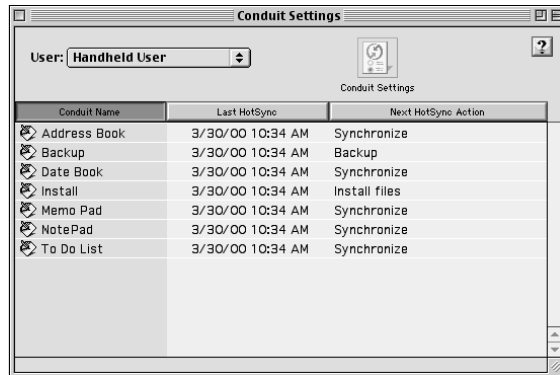 Conduit Settings
User: Handheld User
?
Conduit Settings
Conduit Name Last HotSync Next HotSync Action
Address Book 3/30/00 10:34 AM Synchronize
Backup 3/30/00 10:34 AM Backup
Date Book 3/30/00 10:34 AM Synchronize
Install 3/30/00 10:34 AM Install files
Memo Pad 3/30/00 10:34 AM Synchronize
NotePad 3/30/00 10:34 AM Synchronize
To Do List 3/30/00 10:34 AM Synchronize